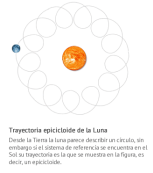 Trayectoria epicicloide de la Luna
Desde la Tierra la luna parece describir un círculo, sin
embargo si el sistema de referencia se encuentra en el
Sol su trayectoria es la que se muestra en la figura, es
decir, un epicicloide.